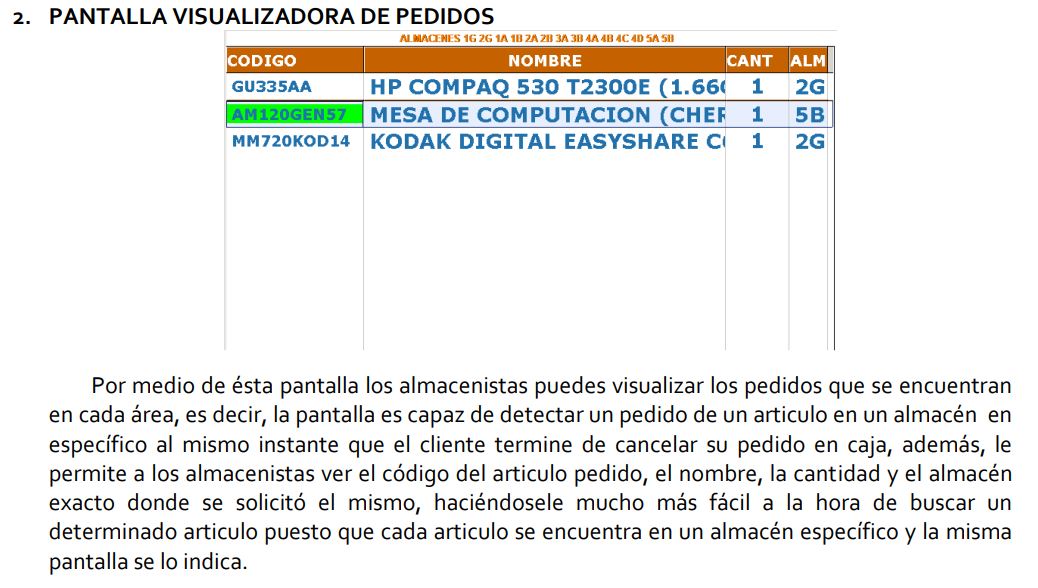 2. PANTALLA VISUALIZADORA DE PEDIDOS
ALMACENES 1G 2G 1A 1B 2A 2B 3A 3B 4A 4B 4C 4D 5A 5B
CODIGO NOMBRE CANT ALM
GU335AA HP COMPAQ 530 T2300E (1.66G 1 2G
AM120GEN57 MESA DE COMPUTACION (CHER 1 5B
MM720KOD14 KODAK DIGITAL EASYSHARE C 1 2G
Por medio de ésta pantalla los almacenistas puedes visualizar los pedidos que se encuentran
en cada área, es decir, la pantalla es capaz de detectar un pedido de un articulo en un almacén en
específico al mismo instante que el cliente termine de cancelar su pedido en caja, además, le
permite a los almacenistas ver el código del articulo pedido, el nombre, la cantidad y el almacén
exacto donde se solicitó el mismo, haciéndosele mucho más fácil a la hora de buscar un
determinado articulo puesto que cada articulo se encuentra en un almacén específico y la misma
pantalla se lo indica.